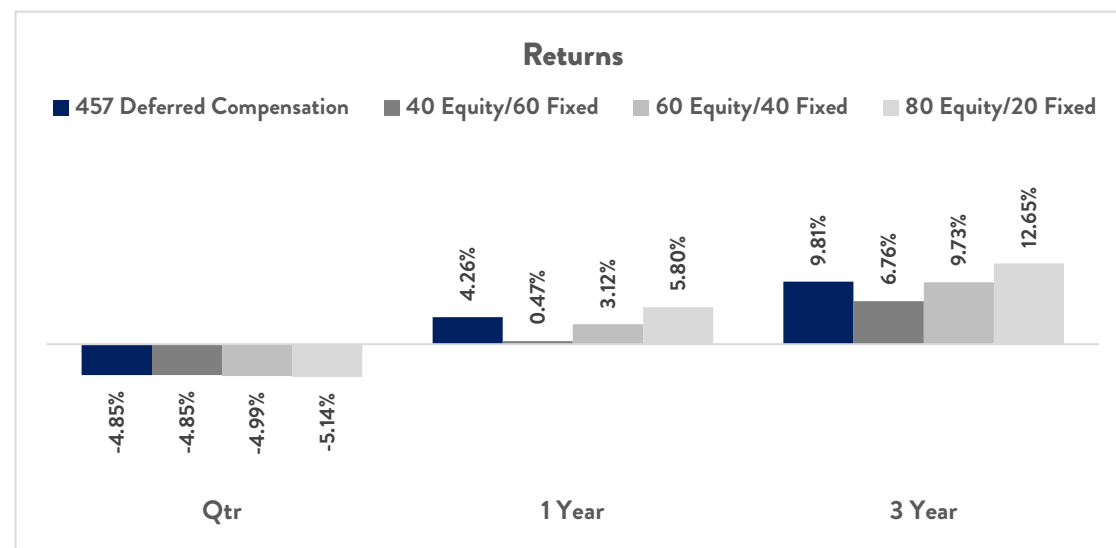 Returns
457 Deferred Compensation 40 Equity/60 Fixed 60 Equity/40 Fixed 80 Equity/20 Fixed
-4.85% -4.85% -4.99% -5.14%
4.26% 0.47% 3.12% 5.80%
9.81% 6.76% 9.73% 12.65%
Qtr 1 Year 3 Year